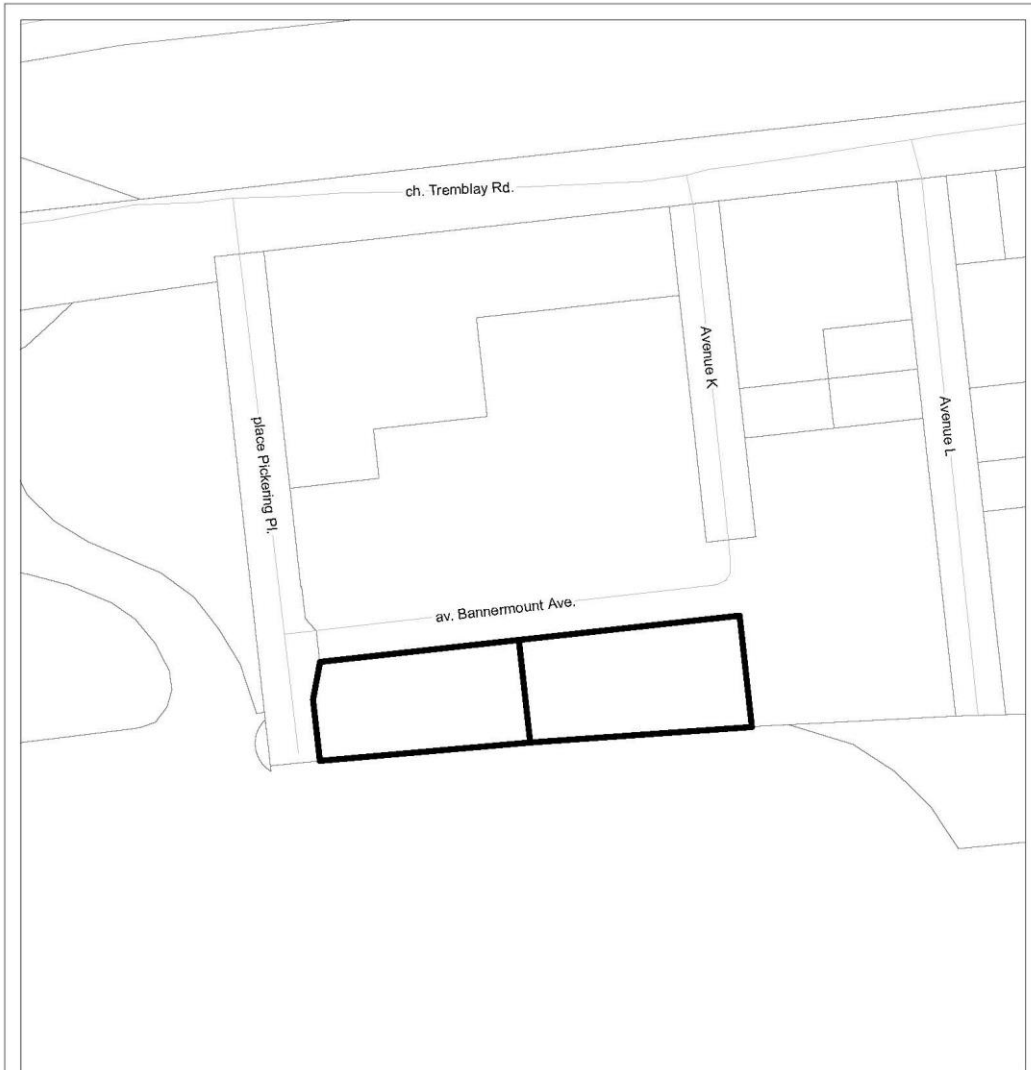 ch. Tremblay Rd.
Avenue K
Avenue L
place Pickering Pl.
av. Bannermount Ave.